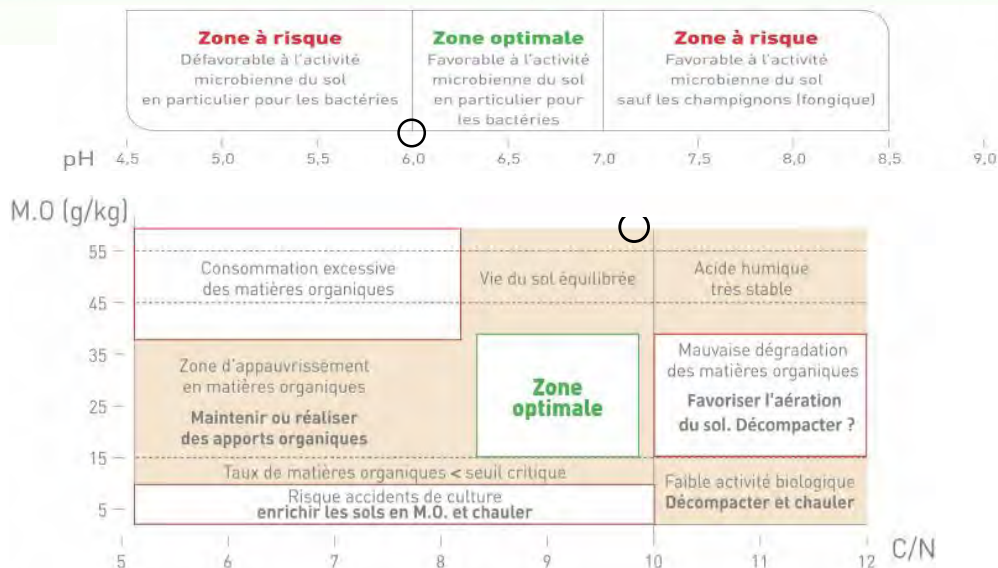 Zone à risque
Défavorable à l'activité
microbienne du sol
en particulier pour les bactéries
Zone optimale
Favorable à l'activité
microbienne du sol
en particulier pour
les bactéries
Zone à risque
Favorable à l'activité
microbienne du sol
sauf les champignons (fongique)
pH 4,5 5,0 5,5 6,0 6,5 7,0 7,5 8,0 8,5 9,0
M.O (g/kg)
55
45
35
25
15
5
Consommation excessive
des matières organiques
Vie du sol équilibrée
Acide humique
très stable
Zone d'appauvrissement
en matières organiques
Maintenir ou réaliser
des apports organiques
Zone
optimale
Mauvaise dégradation
des matières organiques
Favoriser l'aération
du sol. Décompacter ?
Taux de matières organiques < seuil critique
Risque accidents de culture
enrichir les sols en M.O. et chauler
Faible activité biologique
Décompacter et chauler
5 6 7 8 9 10 11 12 C/N